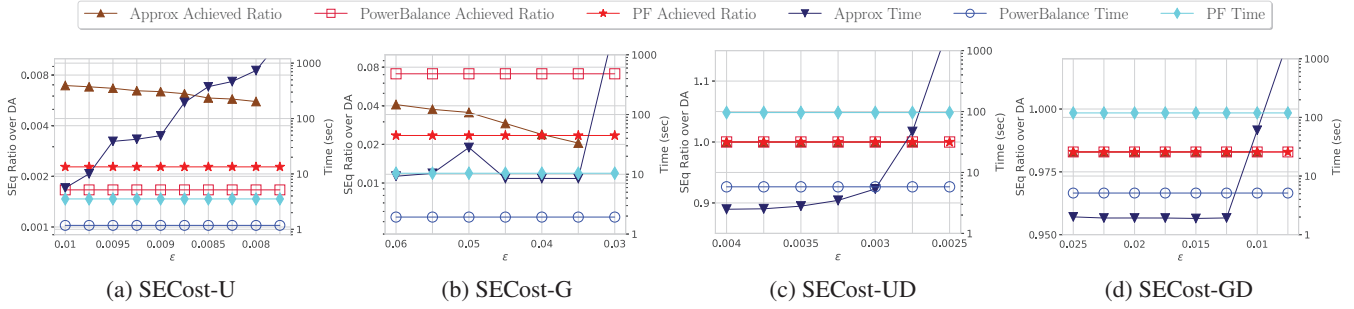 Approx Achieved Ratio PowerBalance Achieved Ratio PF Achieved Ratio Approx Time PowerBalance Time PF Time
SEq Ratio over DA
0.008
0.004
0.002
0.001
1000
100
10
1
Time (sec)
0.01 0.0095 0.009 0.0085 0.008
ε
(a) SECost-U
SEq Ratio over DA
0.08
0.04
0.02
0.01
1000
100
10
1
Time (sec)
0.06 0.05 0.04 0.03
ε
(b) SECost-G
SEq Ratio over DA
1.1
1.0
0.9
1000
100
10
1
Time (sec)
0.004 0.0035 0.003 0.0025
ε
(c) SECost-UD
SEq Ratio over DA
1.000
0.975
0.950
1000
100
10
1
Time (sec)
0.025 0.02 0.015 0.01
ε
(d) SECost-GD